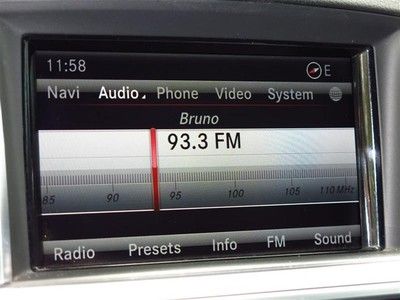 11:58 E
Navi Audio Phone Video System
Bruno
93.3 FM
85 90 95 100 105 110 MHz
Radio Presets Info FM Sound